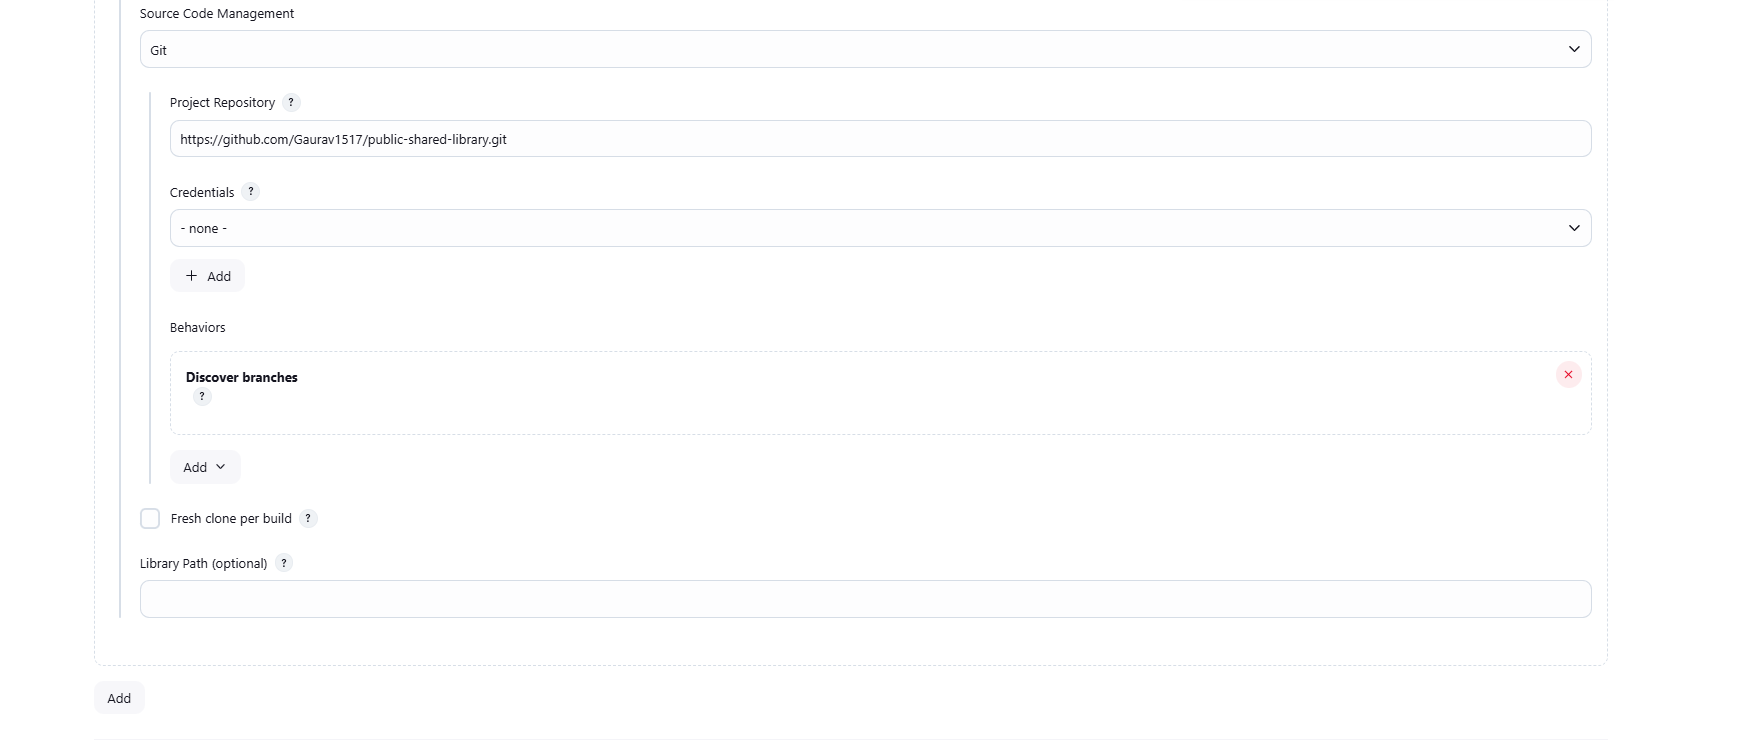 Source Code Management
Git
Project Repository ?
https://github.com/Gaurav1517/public-shared-library.git
Credentials ?
- none -
+ Add
Behaviors
Discover branches
?
Add
Fresh clone per build ?
Library Path (optional) ?
Add